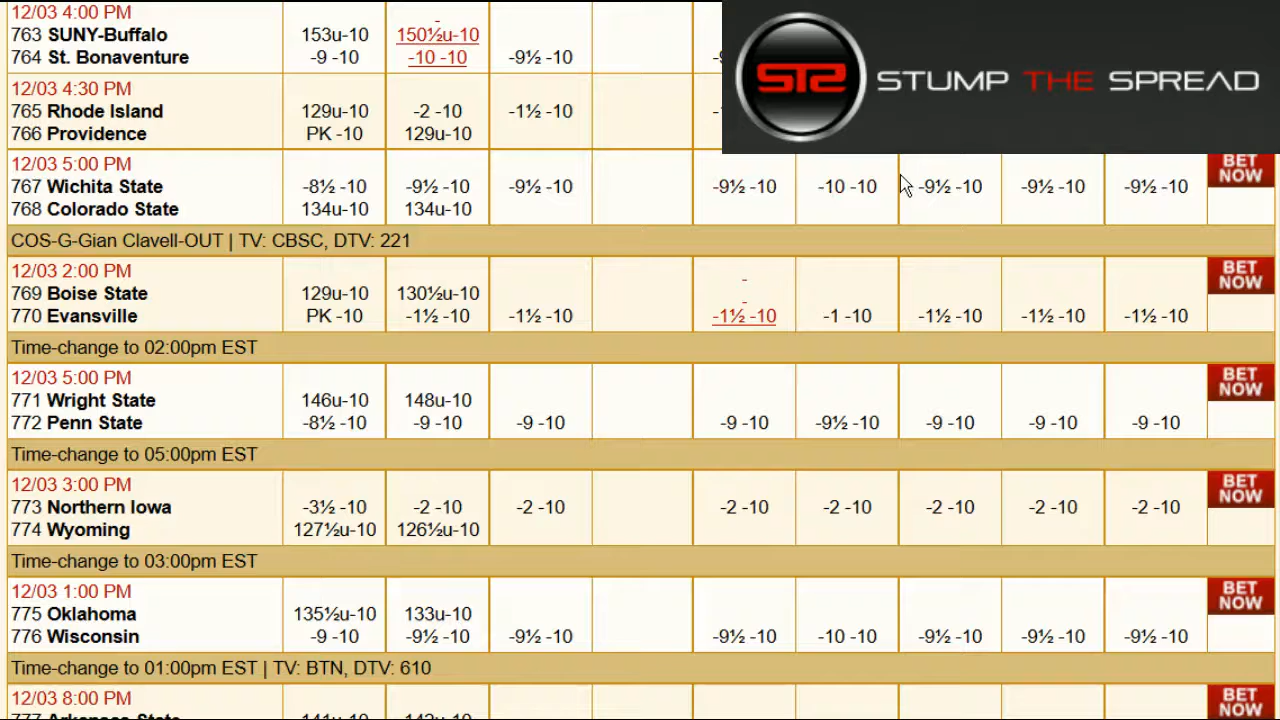 12/03 4:00 PM
763 SUNY-Buffalo 153u-10 150½u-10
764 St. Bonaventure -9 -10 -10 -10 -9½ -10
STS STUMP THE SPREAD
12/03 4:30 PM
765 Rhode Island 129u-10 -2 -10 -1½ -10
766 Providence PK -10 129u-10
12/03 5:00 PM BET NOW
767 Wichita State -8½ -10 -9½ -10 -9½ -10 -9½ -10 -10 -10 -9½ -10 -9½ -10 -9½ -10
768 Colorado State 134u-10 134u-10
COS-G-Gian Clavell-OUT | TV: CBSC, DTV: 221
12/03 2:00 PM BET NOW
769 Boise State 129u-10 130½u-10
770 Evansville PK -10 -1½ -10 -1½ -10 -1½ -10 -1 -10 -1½ -10 -1½ -10 -1½ -10
Time-change to 02:00pm EST
12/03 5:00 PM BET NOW
771 Wright State 146u-10 148u-10
772 Penn State -8½ -10 -9 -10 -9 -10 -9 -10 -9½ -10 -9 -10 -9 -10 -9 -10
Time-change to 05:00pm EST
12/03 3:00 PM BET NOW
773 Northern Iowa -3½ -10 -2 -10 -2 -10 -2 -10 -2 -10 -2 -10 -2 -10 -2 -10
774 Wyoming 127½u-10 126½u-10
Time-change to 03:00pm EST
12/03 1:00 PM BET NOW
775 Oklahoma 135½u-10 133u-10
776 Wisconsin -9 -10 -9½ -10 -9½ -10 -9½ -10 -10 -10 -9½ -10 -9½ -10 -9½ -10
Time-change to 01:00pm EST | TV: BTN, DTV: 610
12/03 8:00 PM BET NOW
777 Arkansas State 141u-10 142u-10